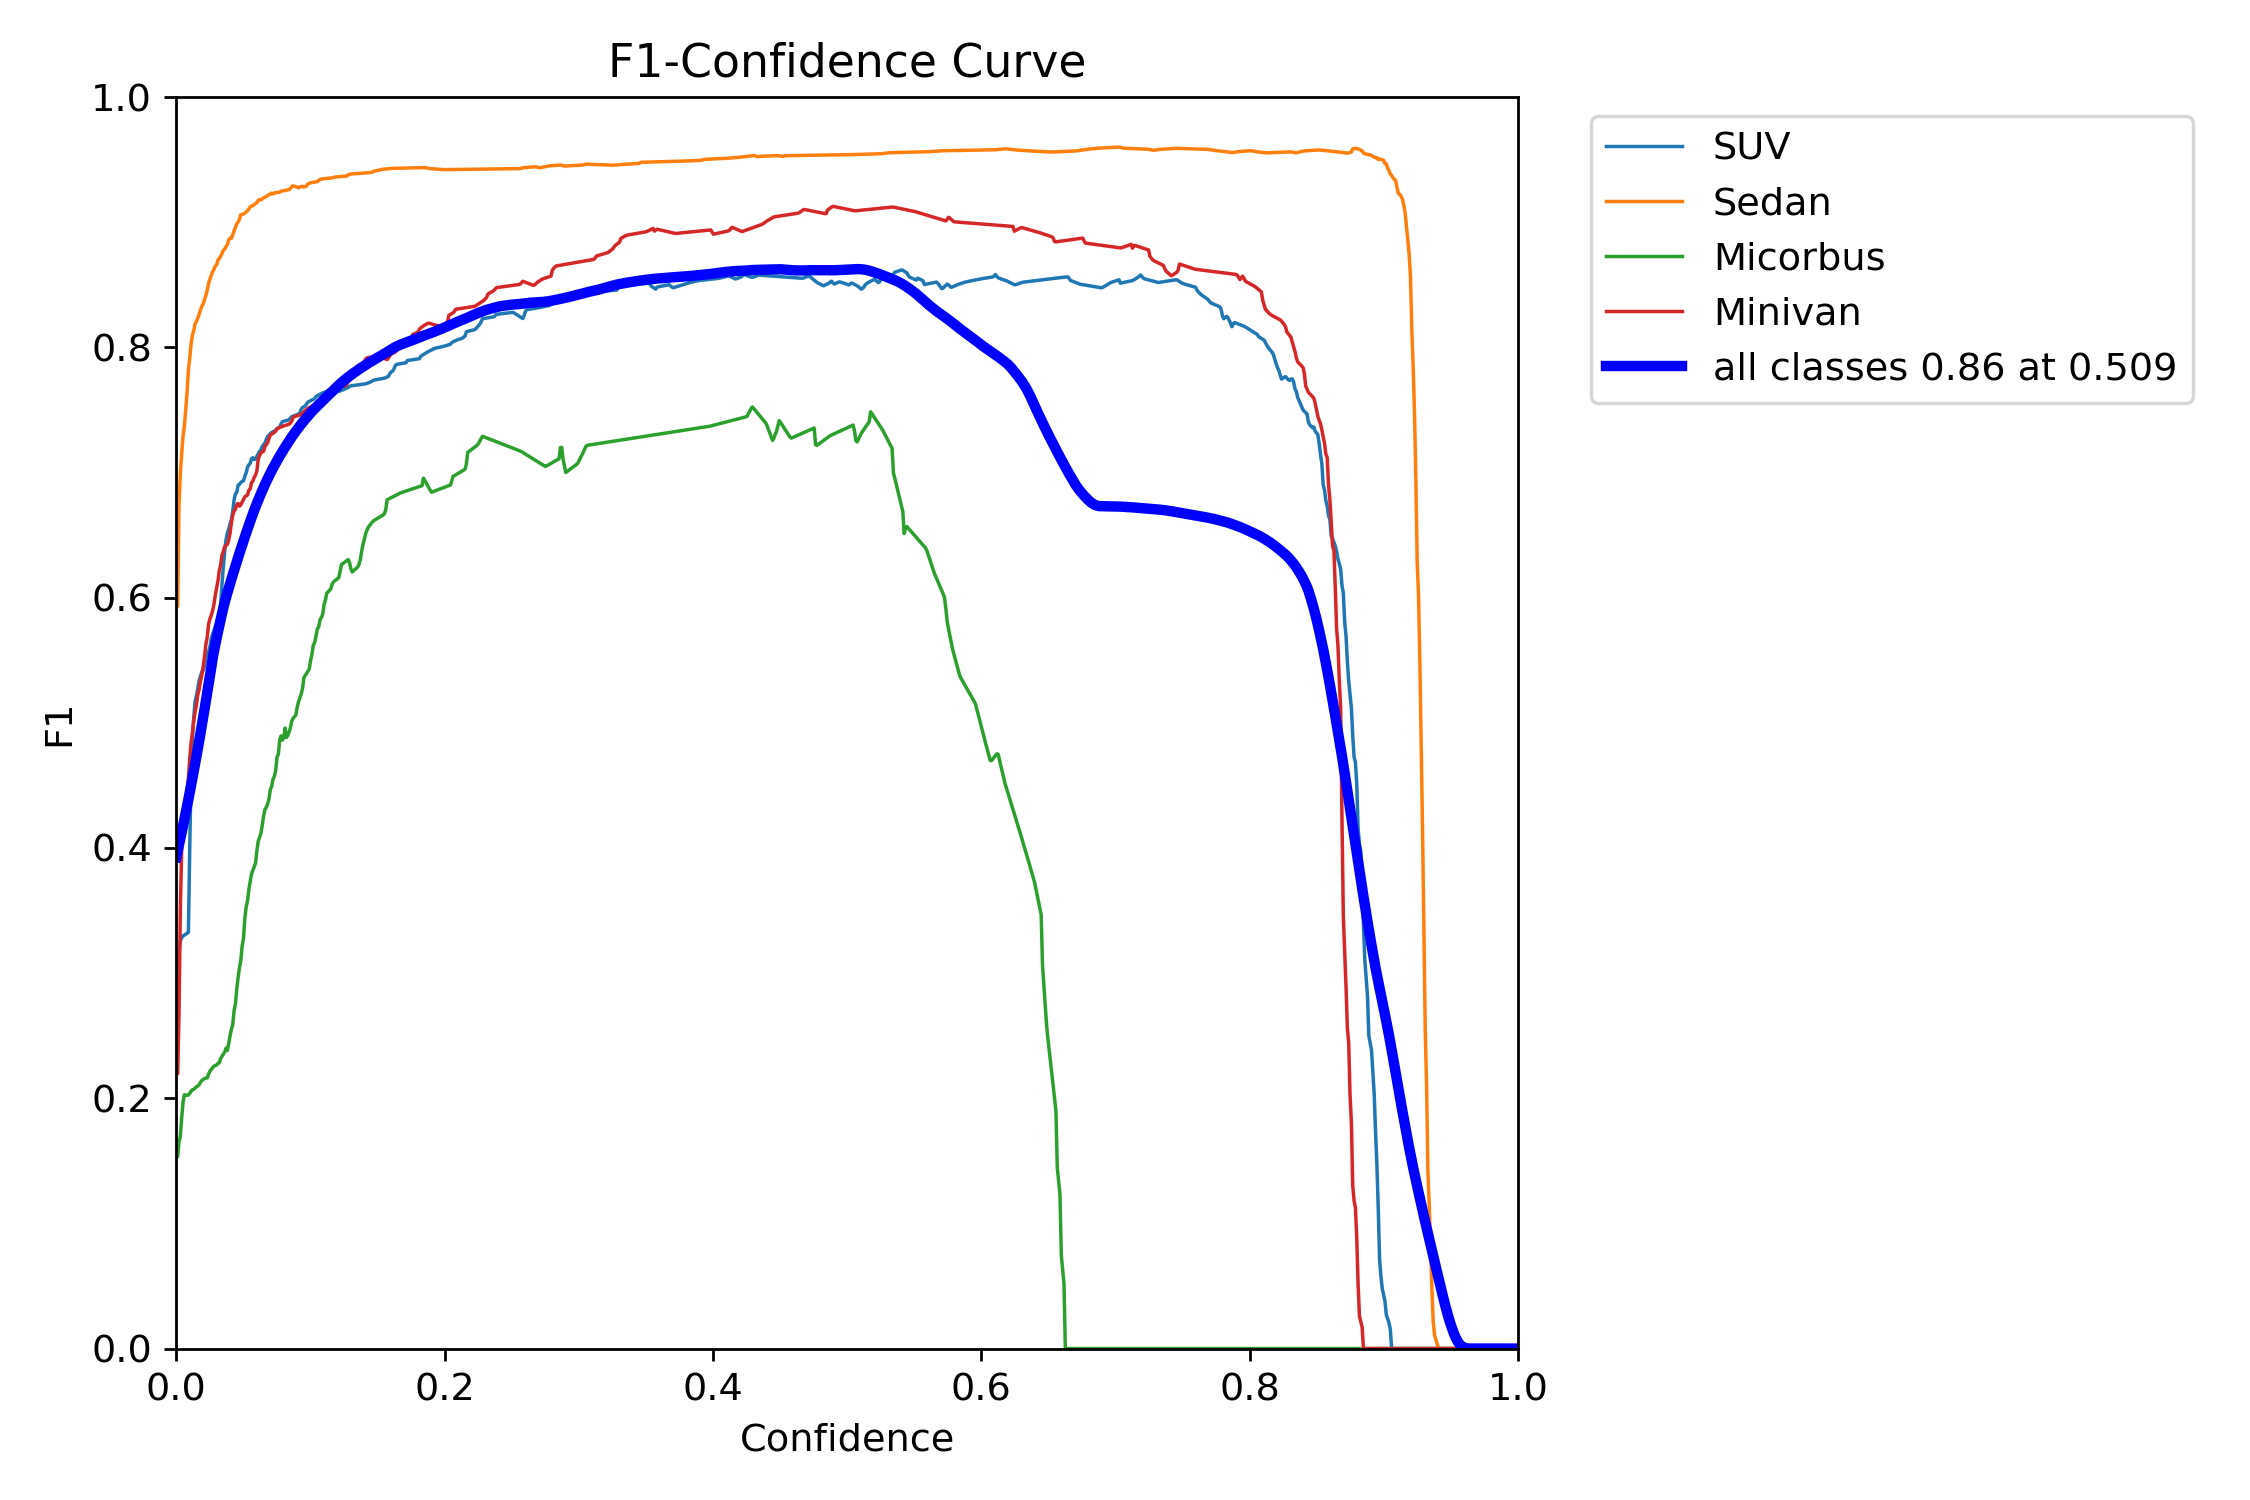 F1-Confidence Curve
1.0
0.8
0.6
0.4
0.2
0.0
F1
0.0 0.2 0.4 0.6 0.8 1.0
Confidence
SUV
Sedan
Micorbus
Minivan
all classes 0.86 at 0.509